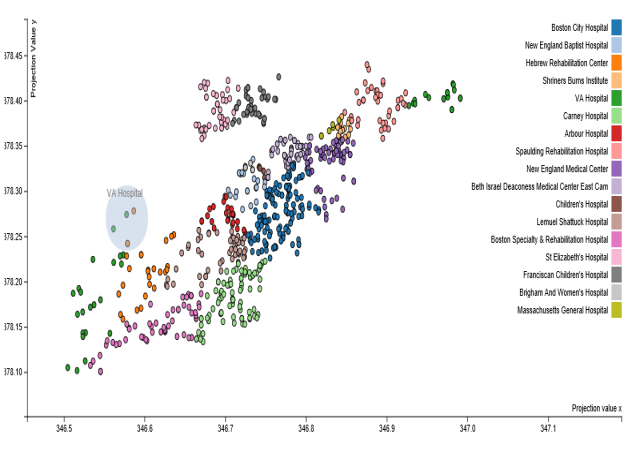 Projection Value y
Boston City Hospital
New England Baptist Hospital
Hebrew Rehabilitation Center
Shriners Burns Institute
VA Hospital
Carney Hospital
Arbour Hospital
Spaulding Rehabilitation Hospital
New England Medical Center
Beth Israel Deaconess Medical Center East Cam
Children's Hospital
Lemuel Shattuck Hospital
Boston Specialty & Rehabilitation Hospital
St Elizabeth's Hospital
Franciscan Children's Hospital
Brigham And Women's Hospital
Massachusetts General Hospital
378.45
378.40
378.35
378.30
378.25
378.20
378.15
378.10
VA Hospital
Projection value x
346.5 346.6 346.7 346.8 346.9 347.0 347.1